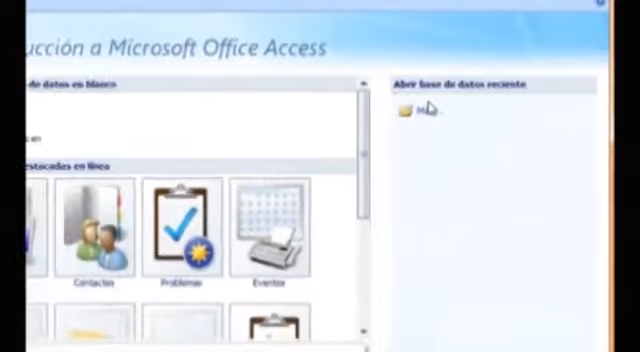 ucción a Microsoft Office Access
de datos en blanco
Abrir base de datos reciente
en
estacadas en línea
Contactos
Problemas
Eventos